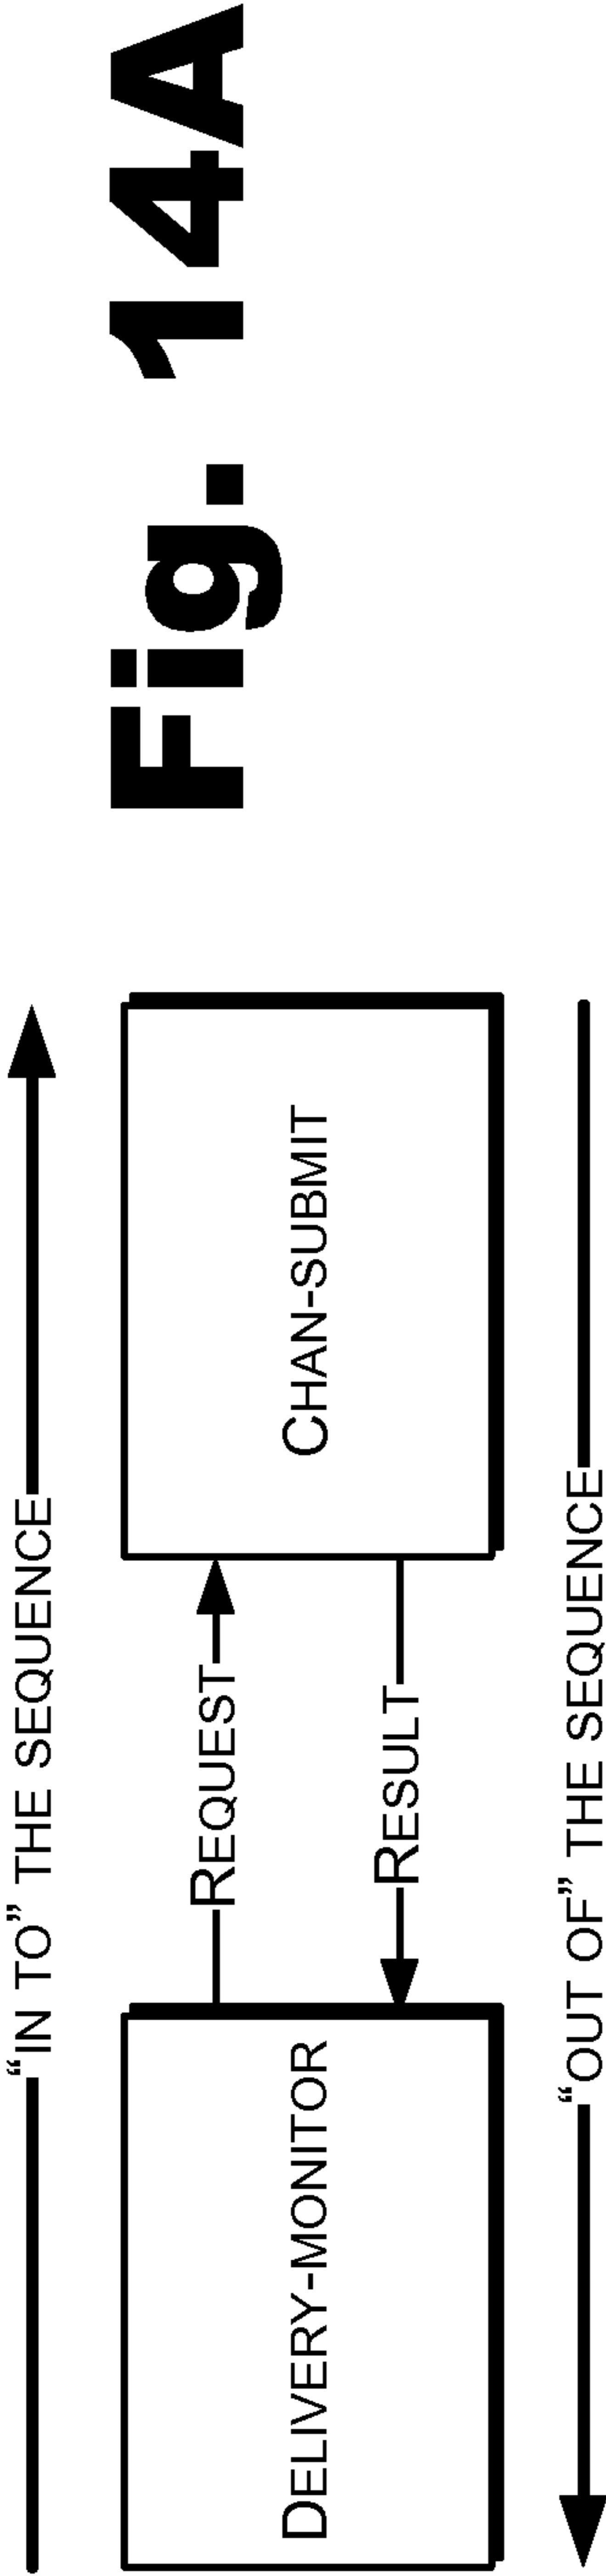 “IN TO” THE SEQUENCE
DELIVERY-MONITOR
REQUEST
RESULT
CHAN-SUBMIT
“OUT OF” THE SEQUENCE
Fig. 14A